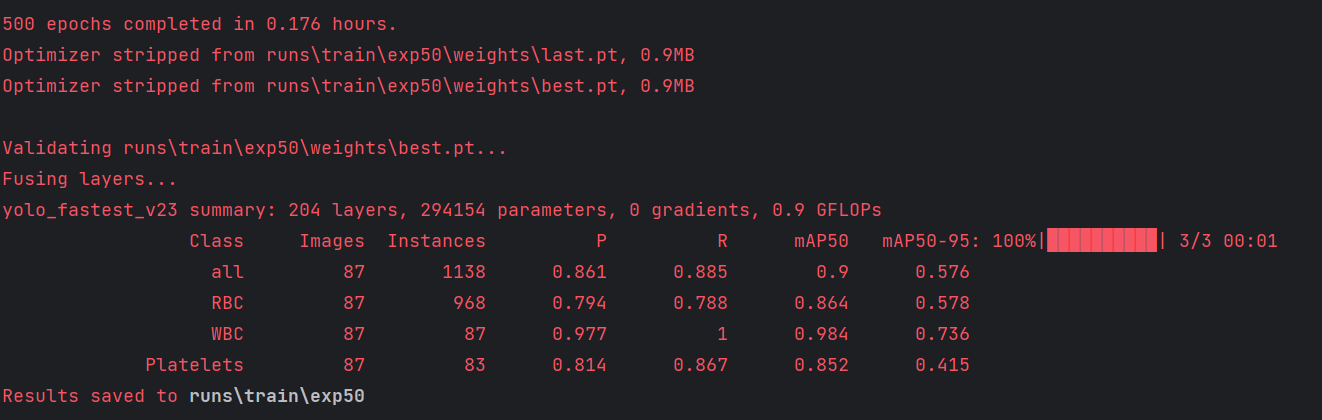 500 epochs completed in 0.176 hours.
Optimizer stripped from runs\train\exp50\weights\last.pt, 0.9MB
Optimizer stripped from runs\train\exp50\weights\best.pt, 0.9MB
Validating runs\train\exp50\weights\best.pt...
Fusing layers...
yolo_fastest_v23 summary: 204 layers, 294154 parameters, 0 gradients, 0.9 GFLOPs
Class Images Instances P R mAP50 mAP50-95: 100%|██████████| 3/3 00:01
all 87 1138 0.861 0.885 0.9 0.576
RBC 87 968 0.794 0.788 0.864 0.578
WBC 87 87 0.977 1 0.984 0.736
Platelets 87 83 0.814 0.867 0.852 0.415
Results saved to runs\train\exp50